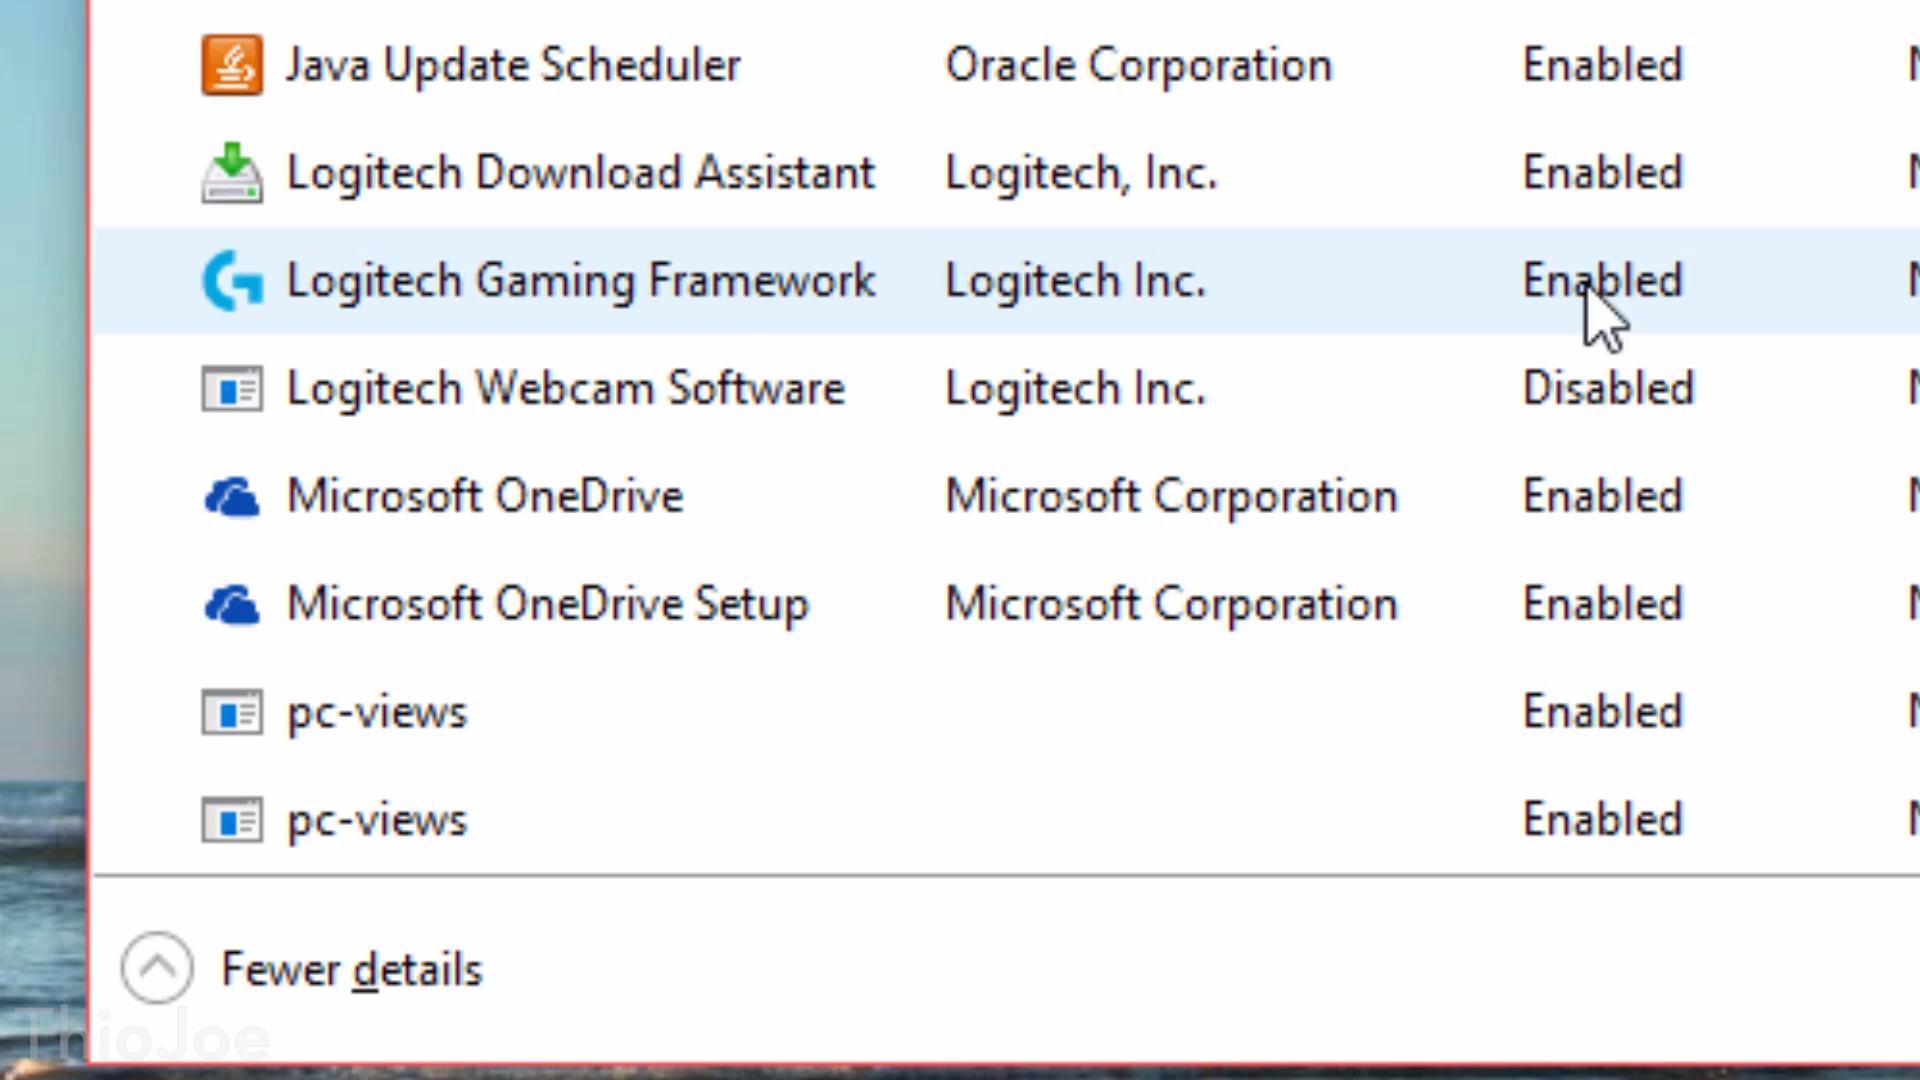 Java Update Scheduler Oracle Corporation Enabled
Logitech Download Assistant Logitech, Inc. Enabled
Logitech Gaming Framework Logitech Inc. Enabled
Logitech Webcam Software Logitech Inc. Disabled
Microsoft OneDrive Microsoft Corporation Enabled
Microsoft OneDrive Setup Microsoft Corporation Enabled
pc-views Enabled
pc-views Enabled
Fewer details
ThioJoe